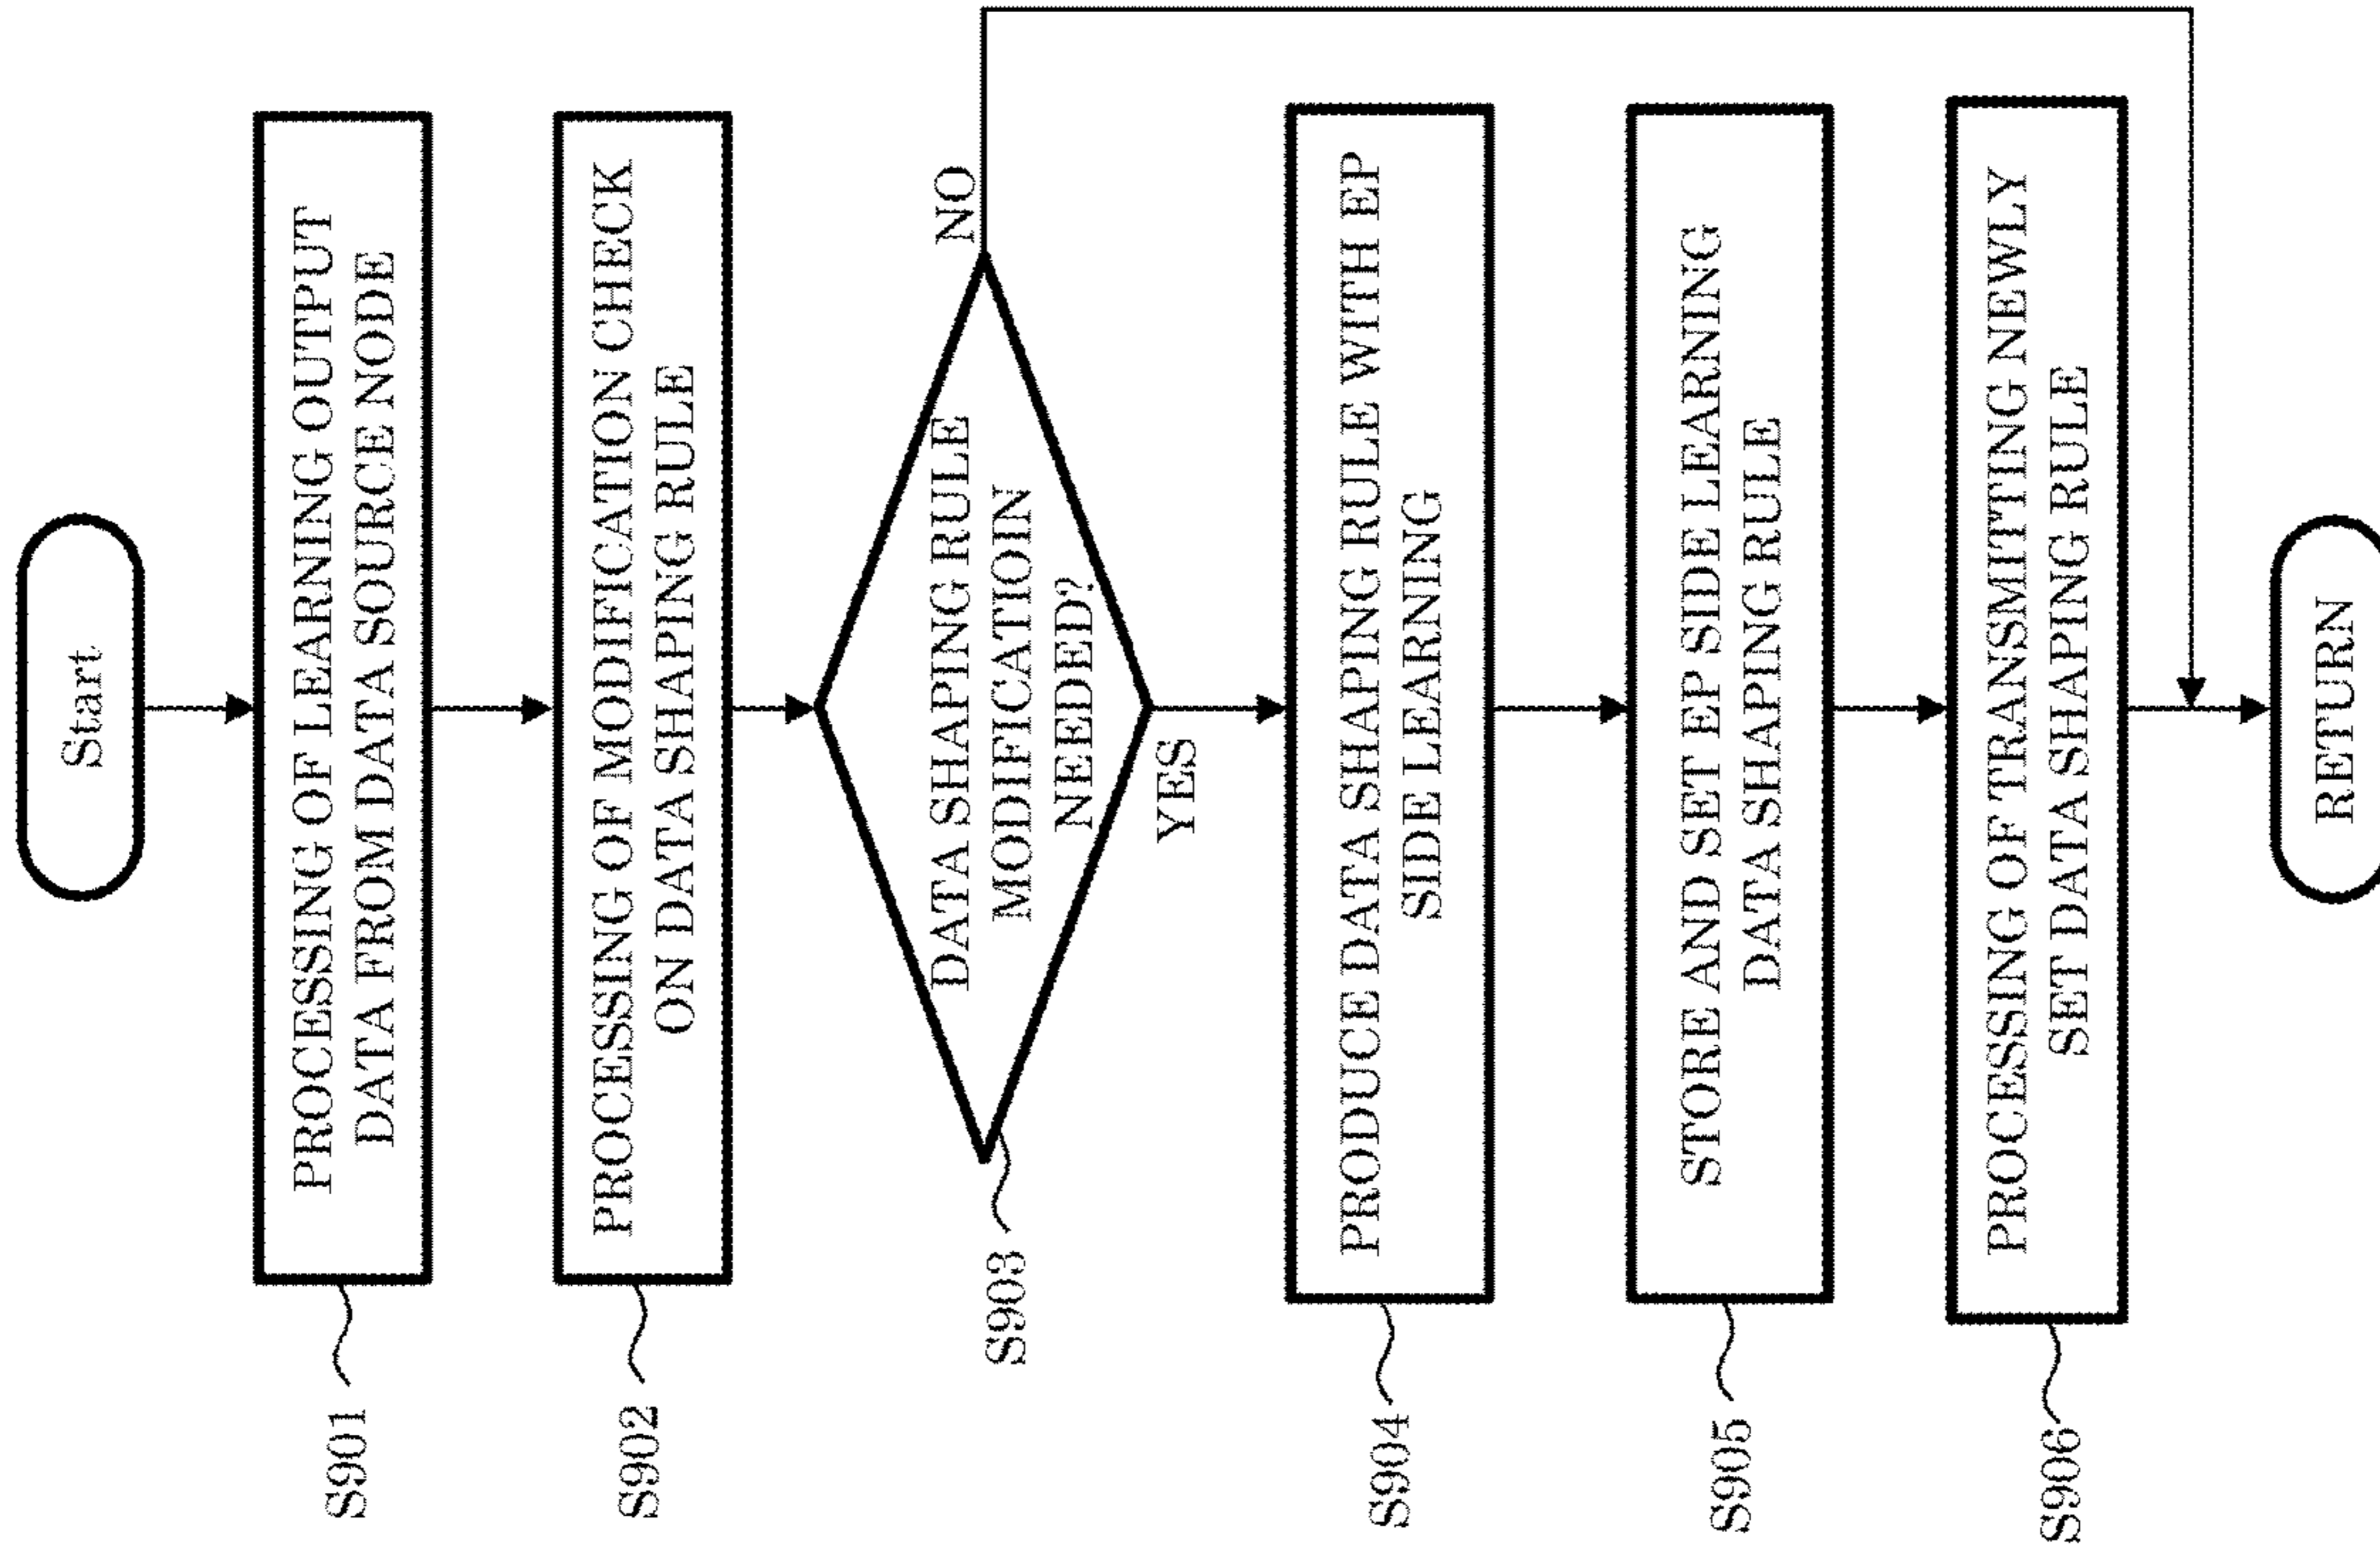 Start
S901
PROCESSING OF LEARNING OUTPUT
DATA FROM DATA SOURCE NODE
S902
PROCESSING OF MODIFICATION CHECK
ON DATA SHAPING RULE
S903
DATA SHAPING RULE
MODIFICATION
NEEDED?
NO
YES
S904
PRODUCE DATA SHAPING RULE WITH EP
SIDE LEARNING
S905
STORE AND SET EP SIDE LEARNING
DATA SHAPING RULE
S906
PROCESSING OF TRANSMITTING NEWLY
SET DATA SHAPING RULE
RETURN